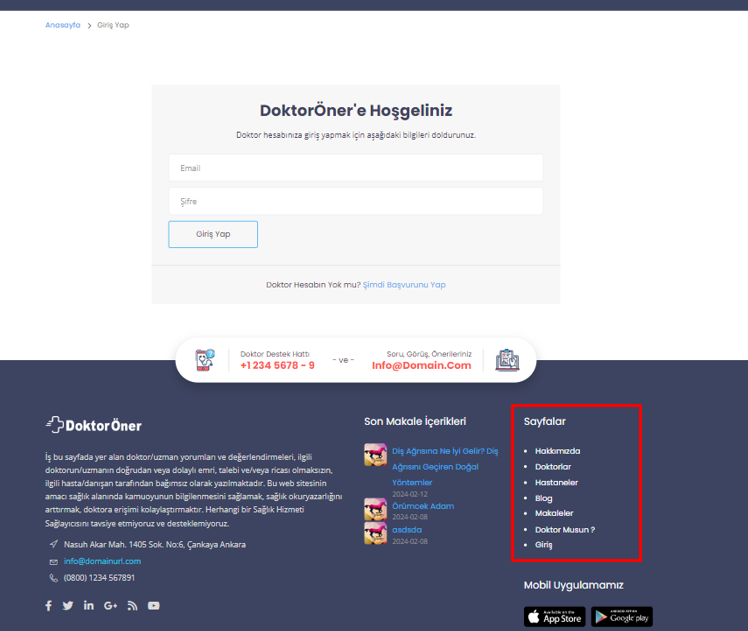 Anasayfa > Giriş Yap
DoktorÖner'e Hoşgeliniz
Doktor hesabınıza giriş yapmak için aşağıdaki bilgileri doldurunuz.
Email
Şifre
Giriş Yap
Doktor Hesabın Yok mu? Şimdi Başvurunu Yap
Doktor Destek Hattı
+1 234 5678 - 9
- ve -
Soru, Görüş, Önerileriniz
Info@Domain.Com
DoktorÖner
İş bu sayfada yer alan doktor/uzman yorumları ve değerlendirmeleri, ilgili
doktorun/uzmanın doğrudan veya dolaylı emri, talebi ve/veya ricası olmaksızın,
ilgili hasta/danışan tarafından bağımsız olarak yazılmaktadır. Bu web sitesinin
amacı sağlık alanında kamuoyunun bilgilenmesini sağlamak, sağlık okuryazarlığını
arttırmak, doktora erişimi kolaylaştırmaktır. Herhangi bir Sağlık Hizmeti
Sağlayıcısını tavsiye etmiyoruz ve desteklemiyoruz.
Nasuh Akar Mah. 1405 Sok. No:6, Çankaya Ankara
info@domainurl.com
(0800) 1234 567891
Son Makale İçerikleri
Diş Ağrısına Ne İyi Gelir? Diş
Ağrısını Geçiren Doğal
Yöntemler
2024-02-12
Örümcek Adam
2024-02-08
asdsda
2024-02-08
Sayfalar
Hakkımızda
Doktorlar
Hastaneler
Blog
Makaleler
Doktor Musun ?
Giriş
Mobil Uygulamamız
Available on the
App Store
Google play